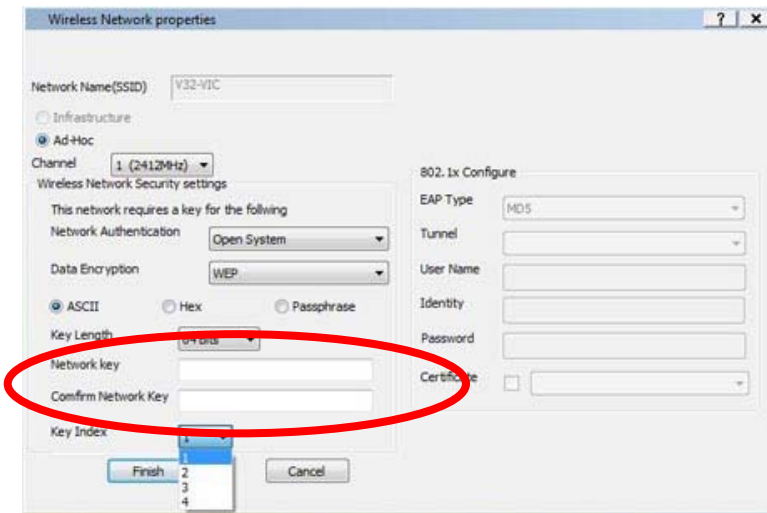 Wireless Network properties
? x
Network Name(SSID) V32-VIC
Infrastructure
Ad-Hoc
Channel 1 (2412MHz)
Wireless Network Security settings
This network requires a key for the follwing
Network Authentication Open System
Data Encryption WEP
ASCII Hex Passphrase
Key Length 64 bits
Network key
Comfirm Network Key
Key Index 1
1
2
3
4
Finish Cancel
802.1x Configure
EAP Type MD5
Tunnel
User Name
Identity
Password
Certificate